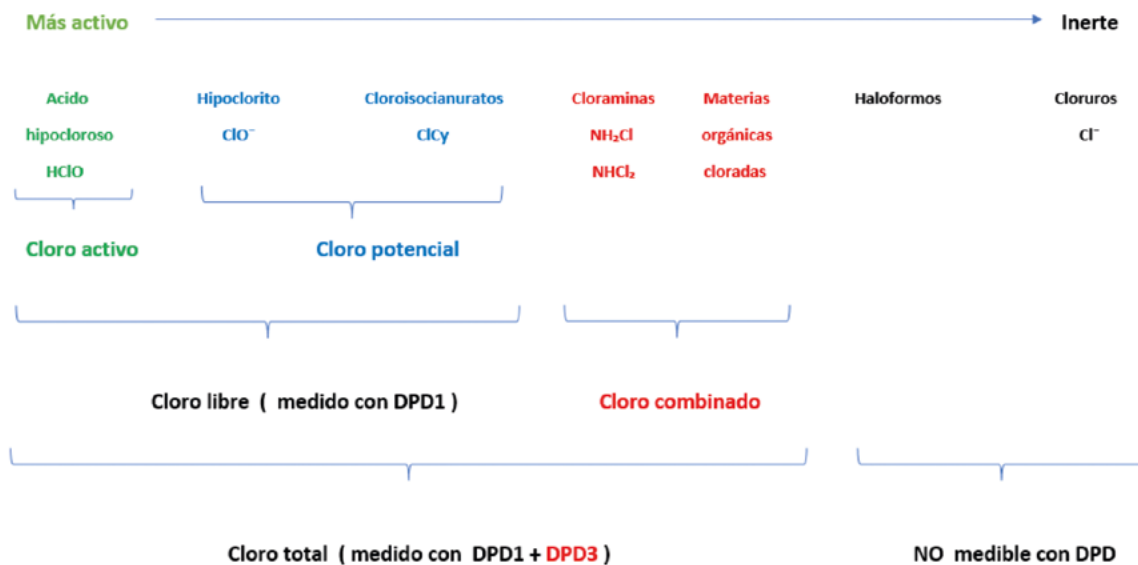 Más activo Inerte
Acido Hipoclorito Cloroisocianuratos Cloraminas Materias Haloformos Cloruros
hipocloroso ClO⁻ ClCy NH₂Cl orgánicas Cl⁻
HClO NHCl₂ cloradas
Cloro activo Cloro potencial
Cloro libre ( medido con DPD1 ) Cloro combinado
Cloro total ( medido con DPD1 + DPD3 ) NO medible con DPD